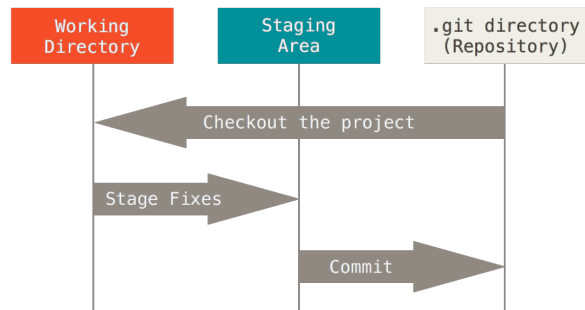 Working
Directory
Staging
Area
.git directory
(Repository)
Checkout the project
Stage Fixes
Commit